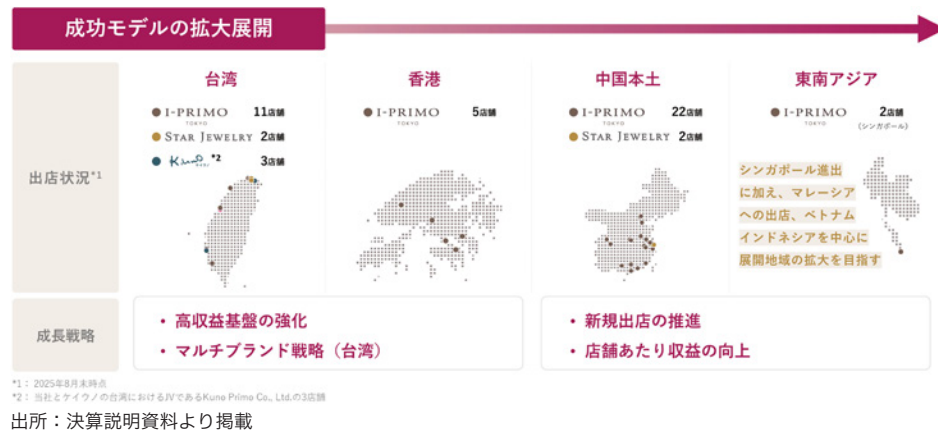 成功モデルの拡大展開
出店状況*1
台湾
I-PRIMO TOKYO 11店舗
STAR JEWELRY 2店舗
Kuno *2 3店舗
香港
I-PRIMO TOKYO 5店舗
中国本土
I-PRIMO TOKYO 22店舗
STAR JEWELRY 2店舗
東南アジア
I-PRIMO TOKYO 2店舗
(シンガポール)
シンガポール進出
に加え、マレーシア
への出店、ベトナム
インドネシアを中心に
展開地域の拡大を目指す
成長戦略
・高収益基盤の強化
・マルチブランド戦略（台湾）
・新規出店の推進
・店舗あたり収益の向上
*1： 2025年8月末時点
*2： 当社とケイウノの台湾におけるJVであるKuno Primo Co., Ltd.の3店舗
出所：決算説明資料より掲載